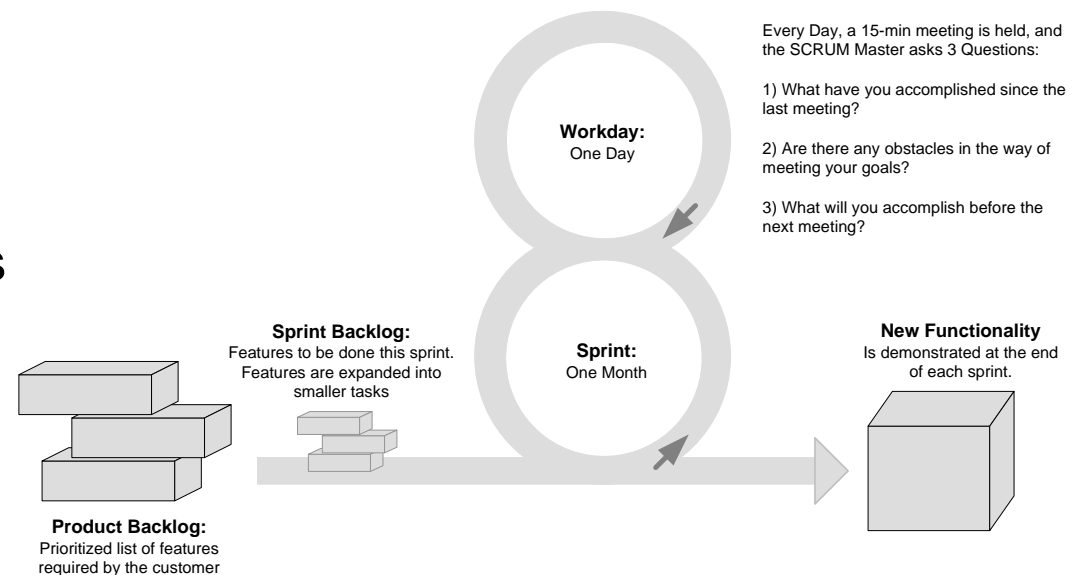 Every Day, a 15-min meeting is held, and
the SCRUM Master asks 3 Questions:
1) What have you accomplished since the
last meeting?
2) Are there any obstacles in the way of
meeting your goals?
3) What will you accomplish before the
next meeting?
Workday:
One Day
s
Sprint Backlog:
Features to be done this sprint.
Features are expanded into
smaller tasks
Sprint:
One Month
New Functionality
Is demonstrated at the end
of each sprint.
Product Backlog:
Prioritized list of features
required by the customer